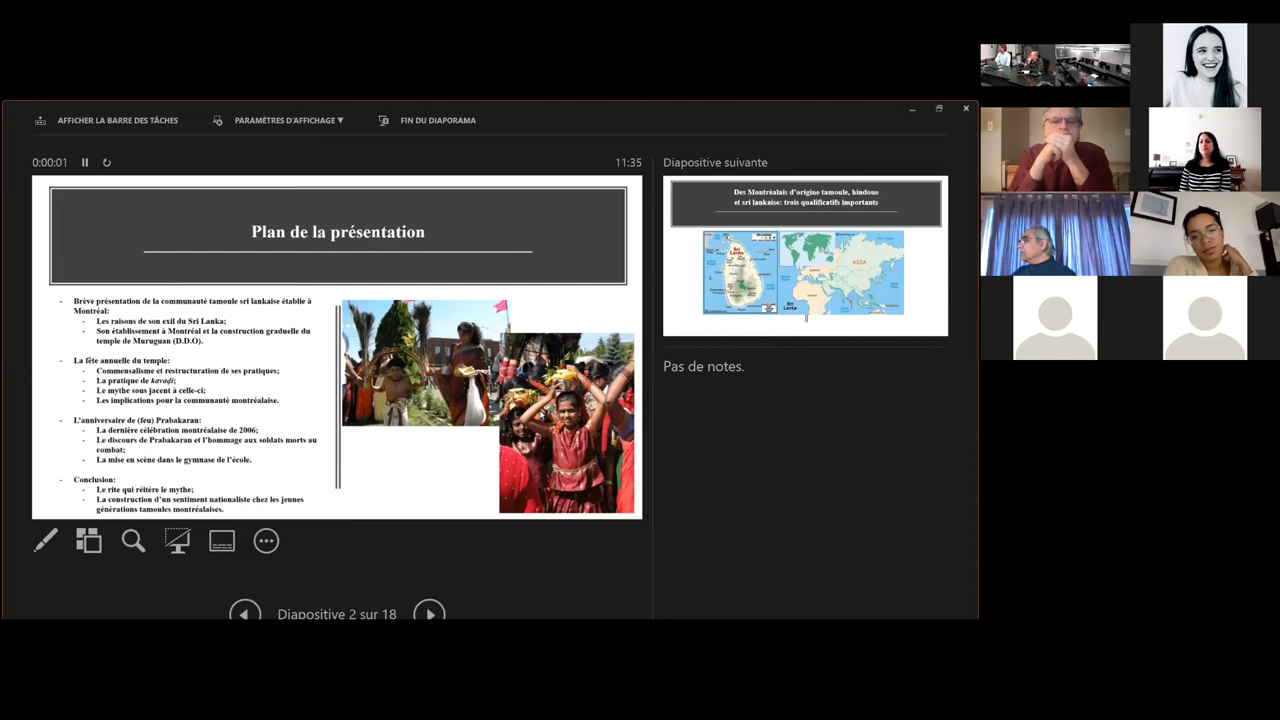 AFFICHER LA BARRE DES TÂCHES
PARAMÈTRES D'AFFICHAGE ▼
FIN DU DIAPORAMA
0:00:01
11:35
Plan de la présentation
- Brève présentation de la communauté tamoule sri lankaise établie à
Montréal:
- Les raisons de son exil du Sri Lanka;
- Son établissement à Montréal et la construction graduelle du
temple de Muruguan (D.D.O).
- La fête annuelle du temple:
- Commensalisme et restructuration de ses pratiques;
- La pratique de kavaḍi;
- Le mythe sous jacent à celle-ci;
- Les implications pour la communauté montréalaise.
- L'anniversaire de (feu) Prabakaran:
- La dernière célébration montréalaise de 2006;
- Le discours de Prabakaran et l'hommage aux soldats morts au
combat;
- La mise en scène dans le gymnase de l'école.
- Conclusion:
- Le rite qui réitère le mythe;
- La construction d'un sentiment nationaliste chez les jeunes
générations tamoules montréalaises.
Diapositive 2 sur 18
Diapositive suivante
Des Montréalais d'origine tamoule, hindoue
et sri lankaise: trois qualificatifs importants
Sri
Lanka
ASIA
Sri
Lanka
Pas de notes.